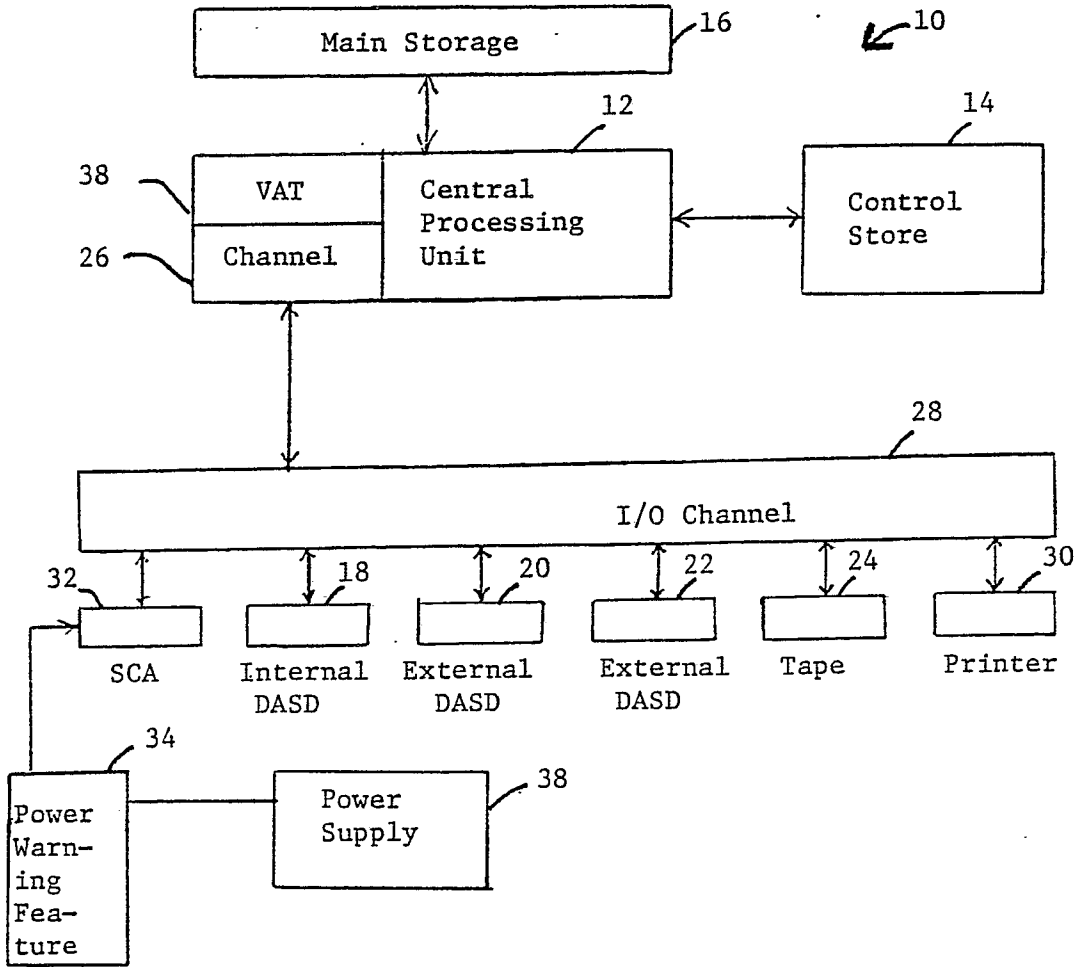 Main Storage
16
10
12
14
38
VAT
Central
Processing
Unit
Control
Store
26
Channel
28
I/O Channel
32
18
20
22
24
30
SCA
Internal
DASD
External
DASD
External
DASD
Tape
Printer
34
Power
Warn-
ing
Fea-
ture
Power
Supply
38